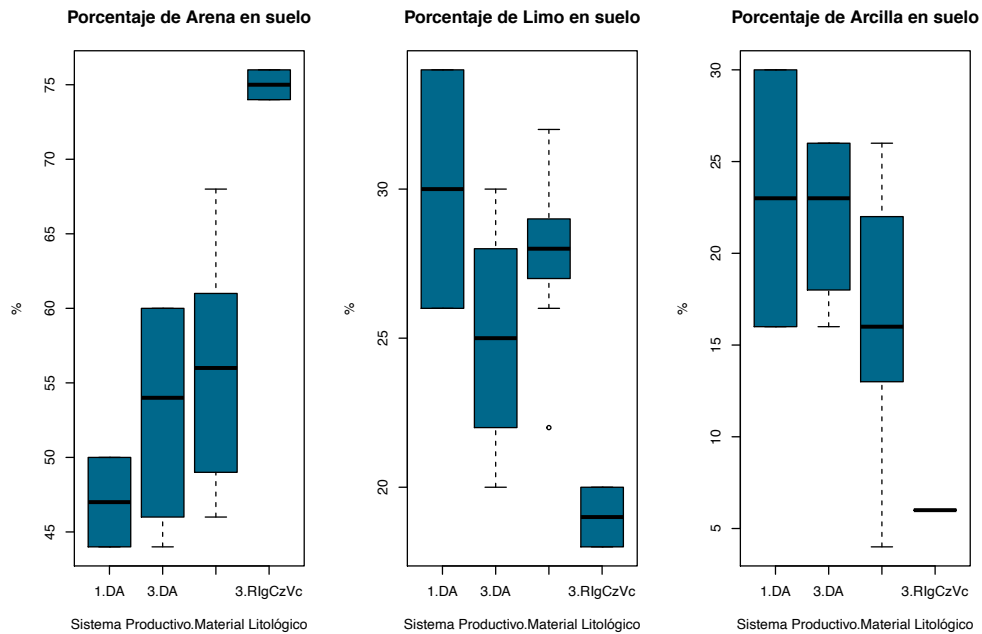 Porcentaje de Arena en suelo
%
75
70
65
60
55
50
45
1.DA 3.DA 3.RIgCzVc
Sistema Productivo.Material Litológico
Porcentaje de Limo en suelo
%
30
25
20
1.DA 3.DA 3.RIgCzVc
Sistema Productivo.Material Litológico
Porcentaje de Arcilla en suelo
%
30
25
20
15
10
5
1.DA 3.DA 3.RIgCzVc
Sistema Productivo.Material Litológico